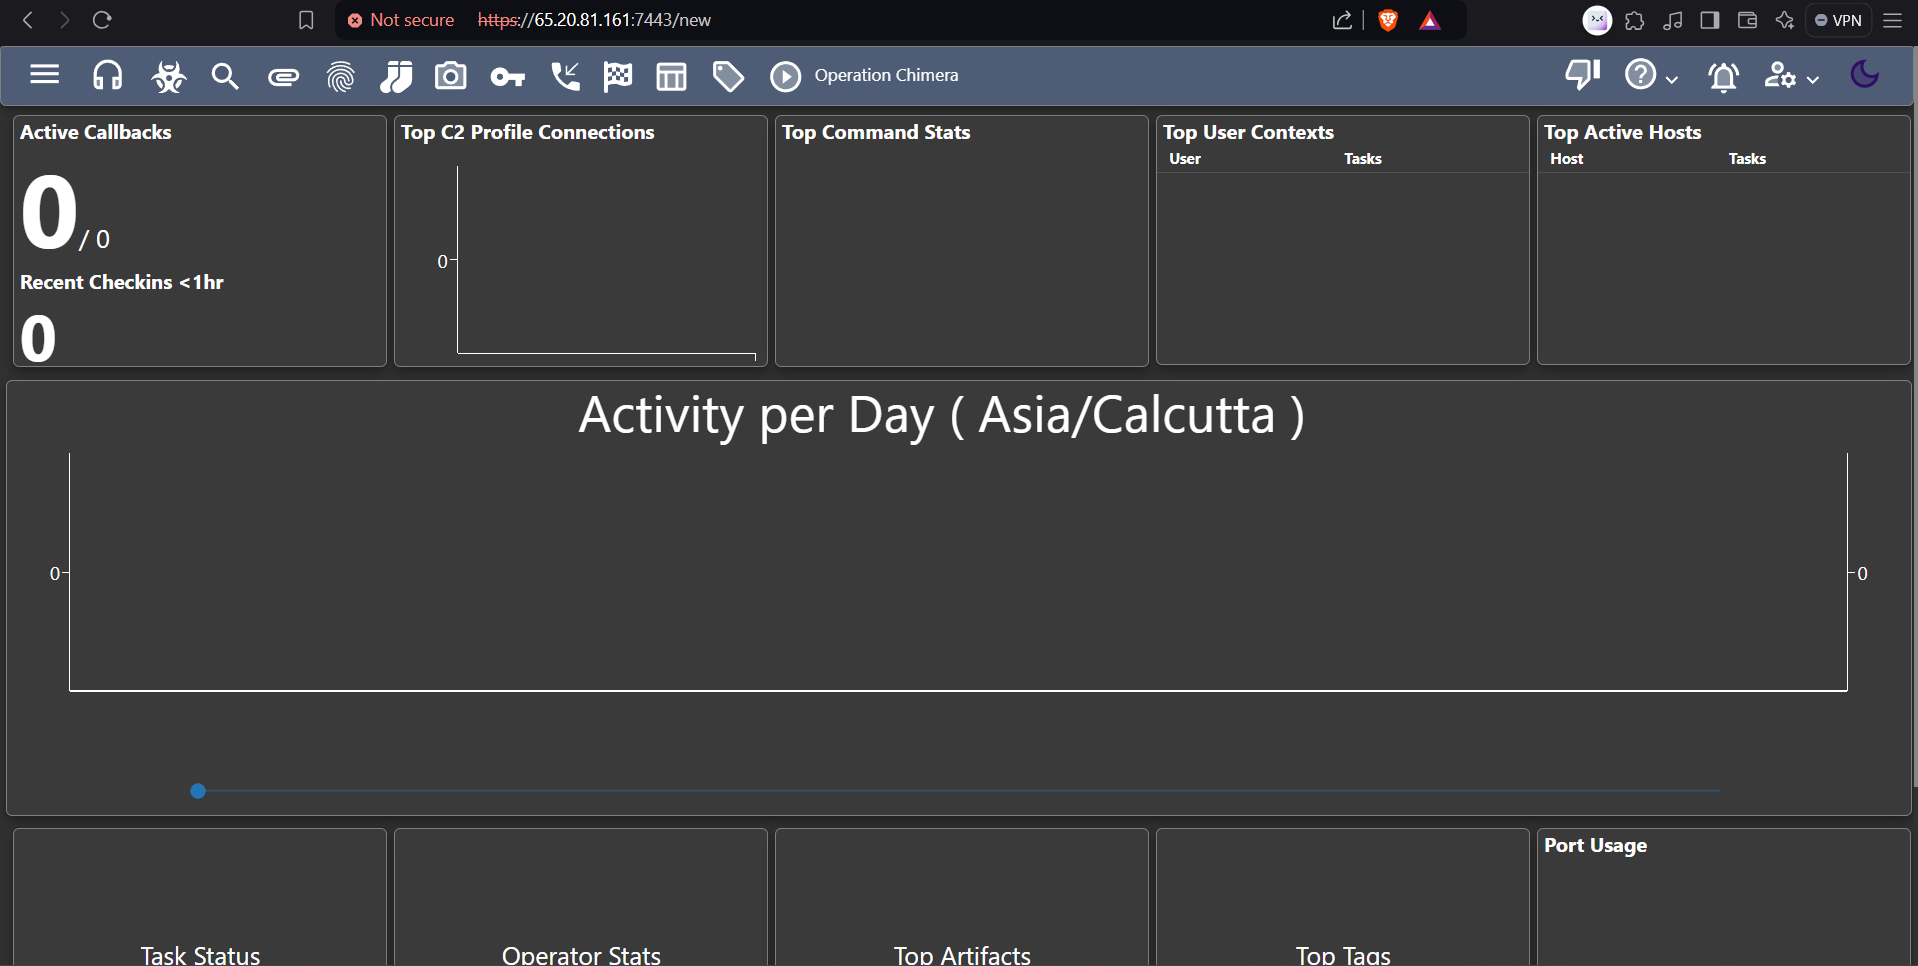 Not secure https://65.20.81.161:7443/new
VPN
Operation Chimera
Active Callbacks
0 / 0
Recent Checkins <1hr
0
Top C2 Profile Connections
0
Top Command Stats
Top User Contexts
User Tasks
Top Active Hosts
Host Tasks
Activity per Day ( Asia/Calcutta )
0
0
Task Status
Operator Stats
Top Artifacts
Top Tags
Port Usage